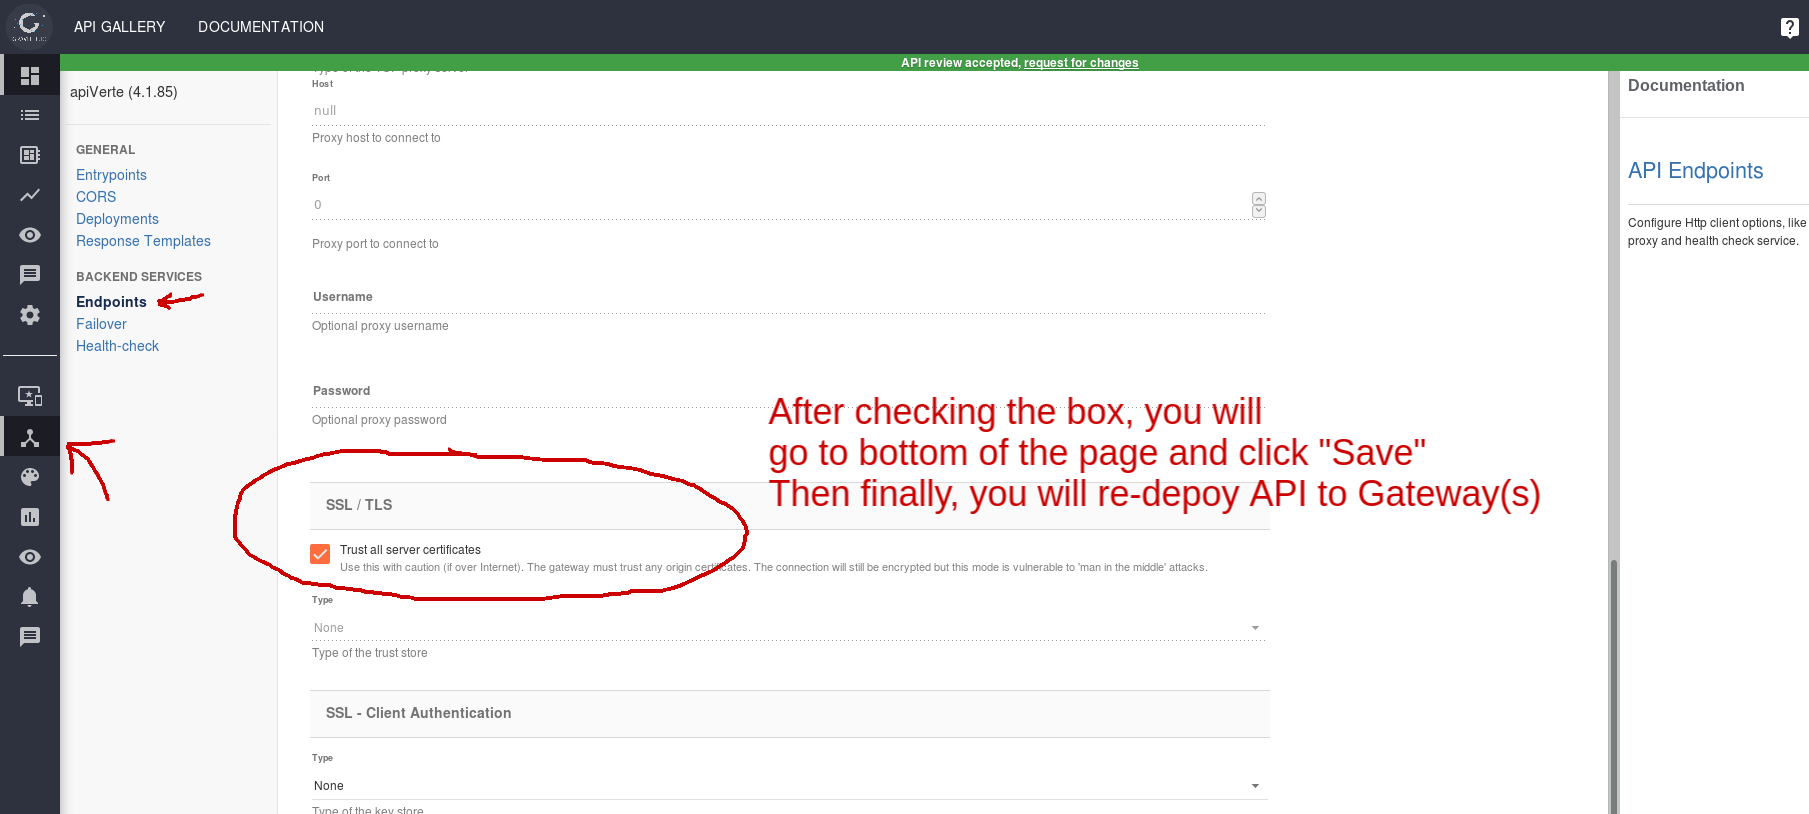 API GALLERY
DOCUMENTATION
API review accepted, request for changes
apiVerte (4.1.85)
GENERAL
Entrypoints
CORS
Deployments
Response Templates
BACKEND SERVICES
Endpoints
Failover
Health-check
Type of the TCP proxy server
Host
null
Proxy host to connect to
Port
0
Proxy port to connect to
Username
Optional proxy username
Password
Optional proxy password
After checking the box, you will
go to bottom of the page and click "Save"
Then finally, you will re-depoy API to Gateway(s)
SSL / TLS
Trust all server certificates
Use this with caution (if over Internet). The gateway must trust any origin certificates. The connection will still be encrypted but this mode is vulnerable to 'man in the middle' attacks.
Type
None
Type of the trust store
SSL - Client Authentication
Type
None
Type of the key store
Documentation
API Endpoints
Configure Http client options, like
proxy and health check service.